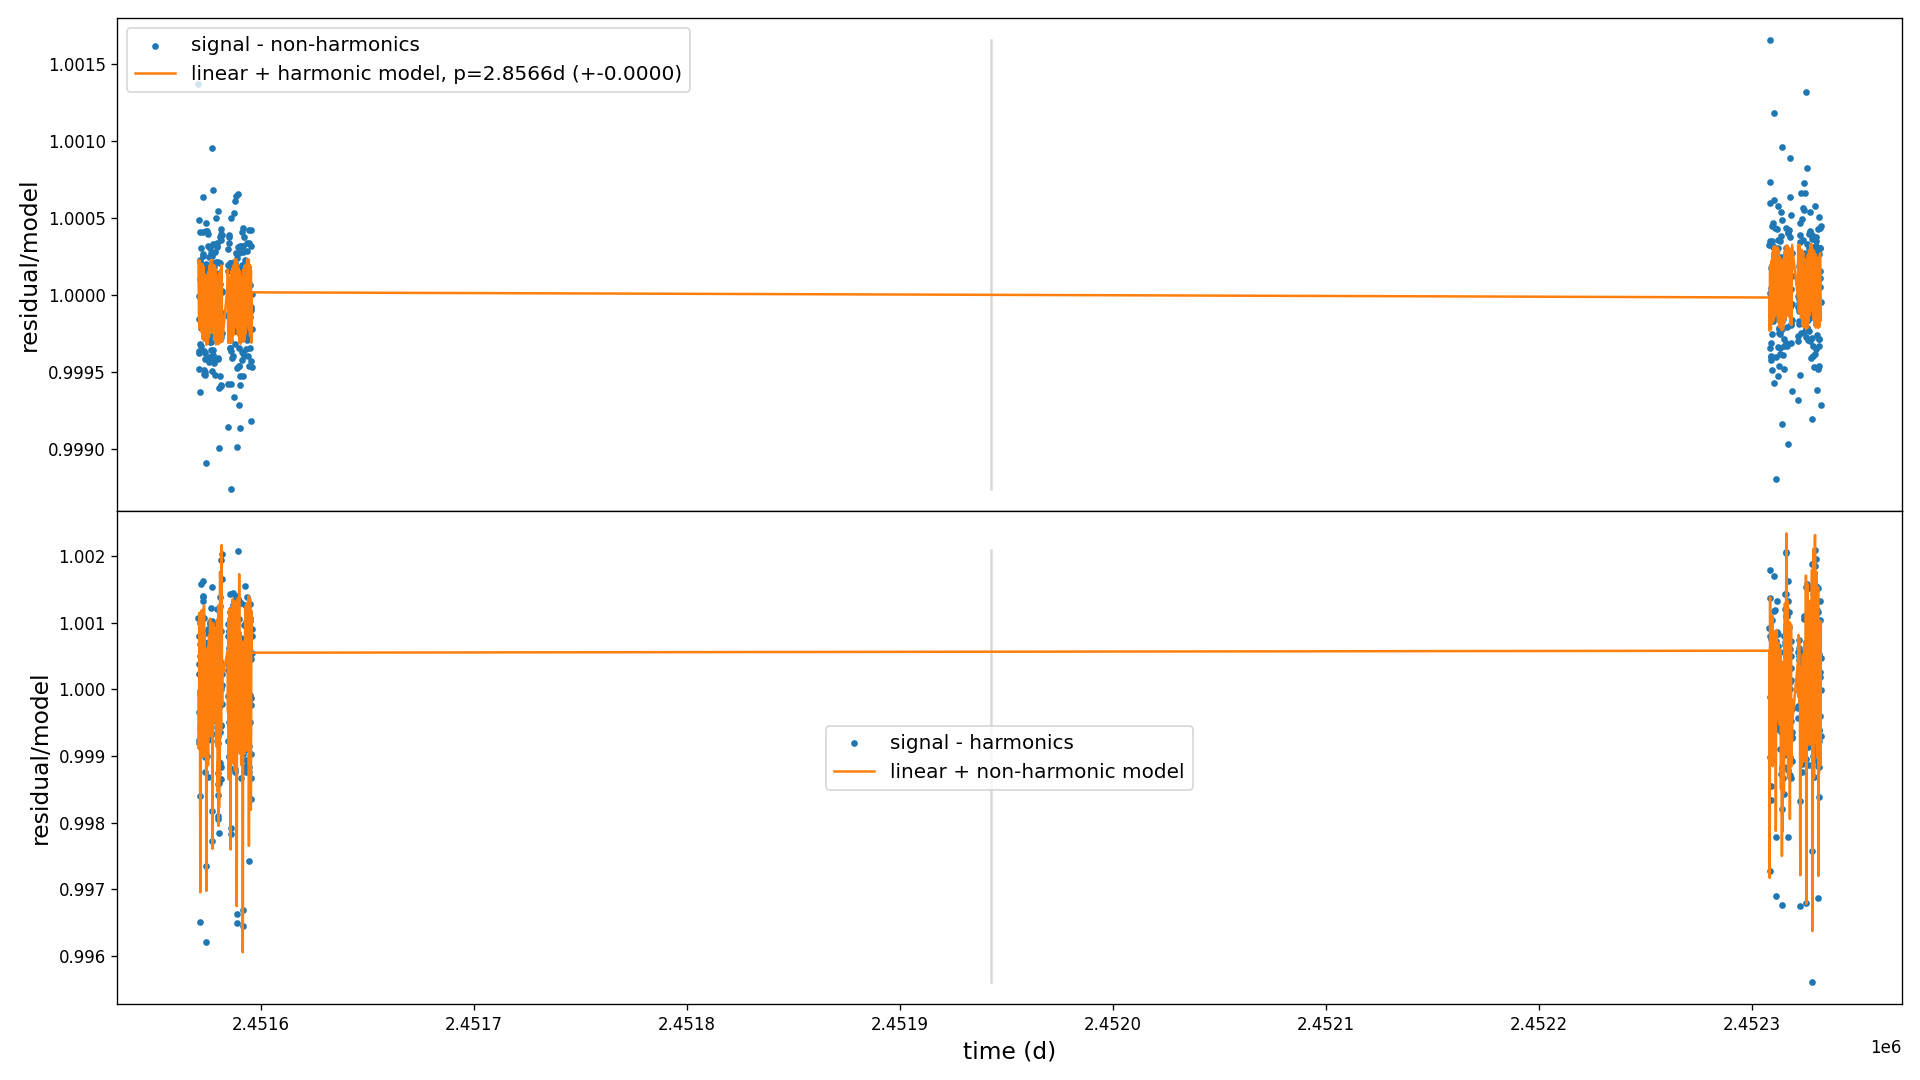 signal - non-harmonics
linear + harmonic model, p=2.8566d (+-0.0000)
1.0015
1.0010
1.0005
1.0000
0.9995
0.9990
residual/model
1.002
1.001
1.000
0.999
0.998
0.997
0.996
residual/model
signal - harmonics
linear + non-harmonic model
2.4516
2.4517
2.4518
2.4519
2.4520
2.4521
2.4522
2.4523
1e6
time (d)